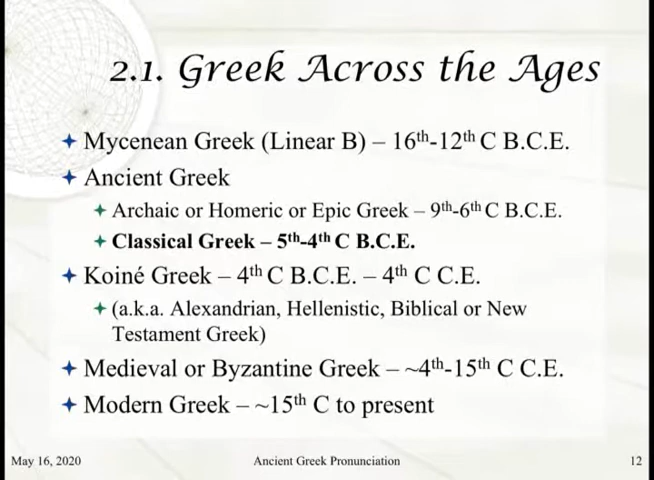 2.1. Greek Across the Ages
Mycenean Greek (Linear B) – 16th-12th C B.C.E.
Ancient Greek
Archaic or Homeric or Epic Greek – 9th-6th C B.C.E.
Classical Greek – 5th-4th C B.C.E.
Koiné Greek – 4th C B.C.E. – 4th C C.E.
(a.k.a. Alexandrian, Hellenistic, Biblical or New
Testament Greek)
Medieval or Byzantine Greek – ~4th-15th C C.E.
Modern Greek – ~15th C to present
May 16, 2020
Ancient Greek Pronunciation
12